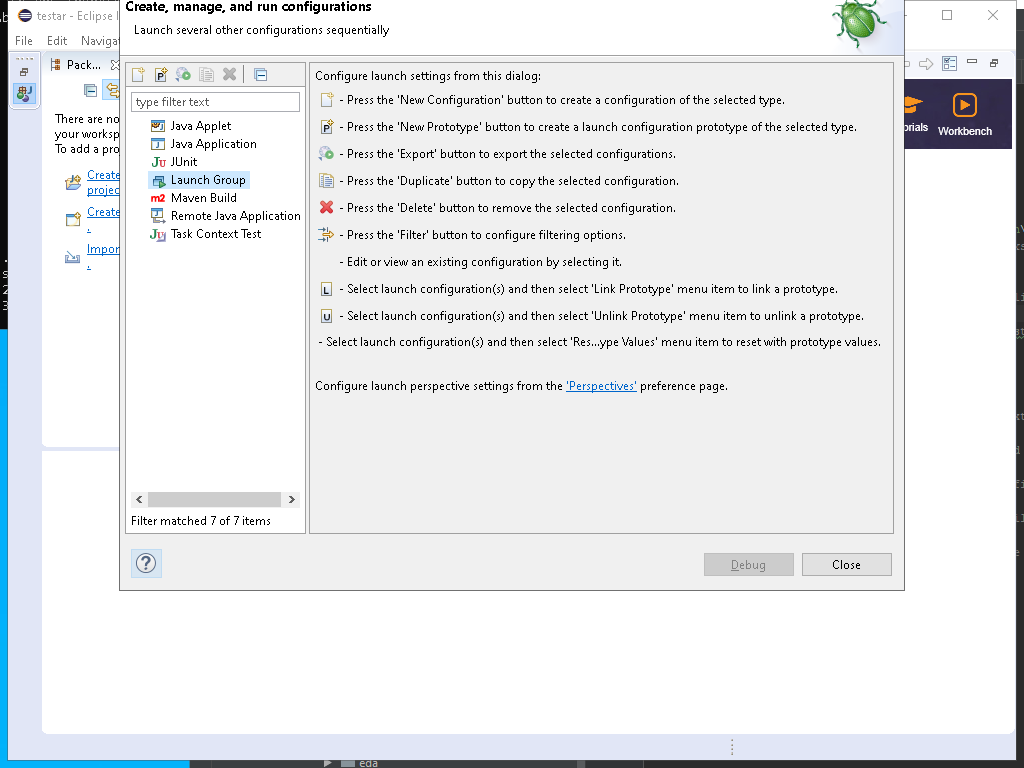 testar - Eclipse I
Create, manage, and run configurations
Launch several other configurations sequentially
File Edit Navigat
Pack...
type filter text
Java Applet
Java Application
JUnit
Launch Group
Maven Build
Remote Java Application
Task Context Test
Filter matched 7 of 7 items
There are no
your worksp
To add a pro
Create
projec
Create
.
Impor
.
Configure launch settings from this dialog:
- Press the 'New Configuration' button to create a configuration of the selected type.
- Press the 'New Prototype' button to create a launch configuration prototype of the selected type.
- Press the 'Export' button to export the selected configurations.
- Press the 'Duplicate' button to copy the selected configuration.
- Press the 'Delete' button to remove the selected configuration.
- Press the 'Filter' button to configure filtering options.
- Edit or view an existing configuration by selecting it.
L - Select launch configuration(s) and then select 'Link Prototype' menu item to link a prototype.
U - Select launch configuration(s) and then select 'Unlink Prototype' menu item to unlink a prototype.
- Select launch configuration(s) and then select 'Res...ype Values' menu item to reset with prototype values.
Configure launch perspective settings from the 'Perspectives' preference page.
orials
Workbench
Debug
Close
eda